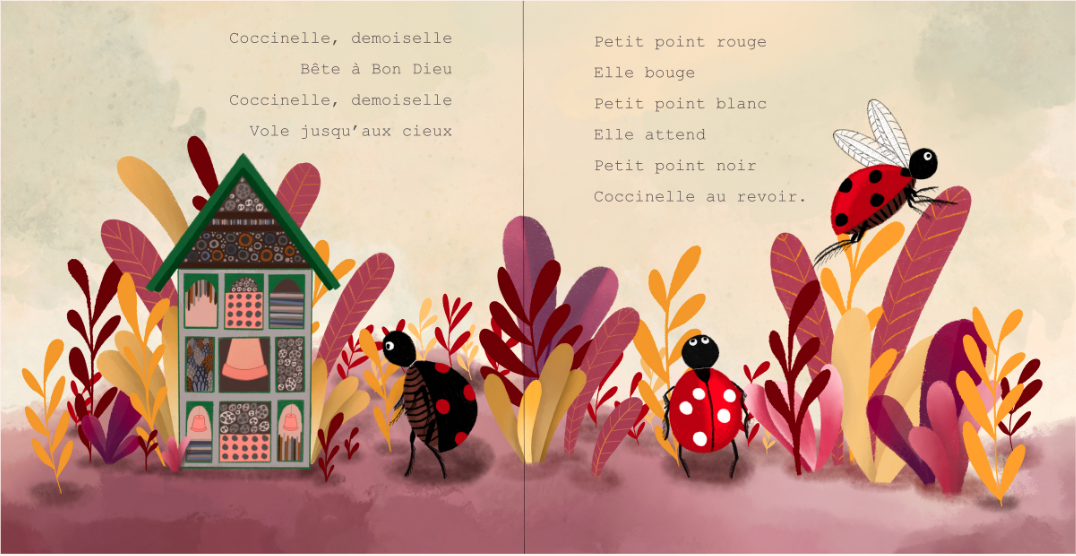 Coccinelle, demoiselle
Bête à Bon Dieu
Coccinelle, demoiselle
Vole jusqu’aux cieux
Petit point rouge
Elle bouge
Petit point blanc
Elle attend
Petit point noir
Coccinelle au revoir.